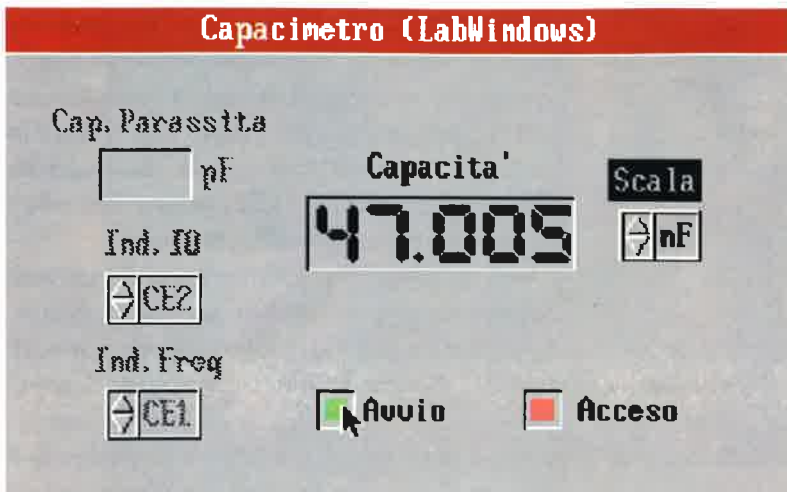 Capacimetro (LabWindows)
Cap. Parassita
pF
Capacita'
47.005
Scala
nF
Ind. IO
CE2
Ind. Freq
CE1
Avvio
Acceso